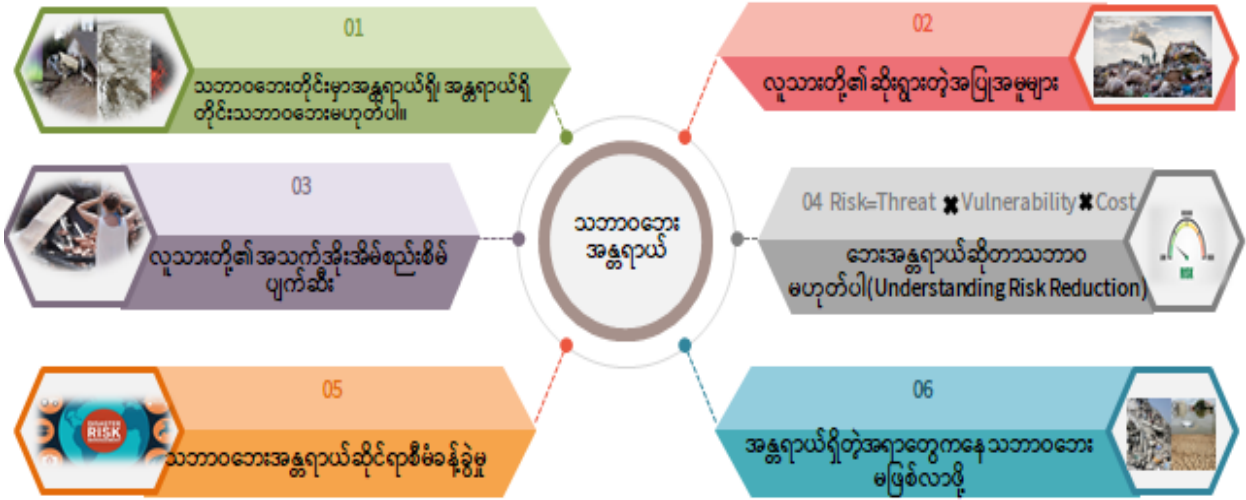 01
သဘာဝဘေးတိုင်းမှာအန္တရာယ်ရှိ၊ အန္တရာယ်ရှိ
တိုင်းသဘာဝဘေးမဟုတ်ပါ။
02
လူသားတို့၏ ဆိုးရွားတဲ့အပြုအမူများ
03
လူသားတို့၏ အသက်အိုးအိမ်စည်းစိမ်
ပျက်ဆီး
သဘာဝဘေး
အန္တရာယ်
04 Risk=Threat ✖ Vulnerability ✖ Cost
ဘေးအန္တရာယ်ဆိုတာသဘာဝ
မဟုတ်ပါ(Understanding Risk Reduction)
RISK
05
DISASTER
RISK
သဘာဝဘေးအန္တရာယ်ဆိုင်ရာစီမံခန့်ခွဲမှု
06
အန္တရာယ်ရှိတဲ့အရာတွေကနေ သဘာဝဘေး
မဖြစ်လာဖို့